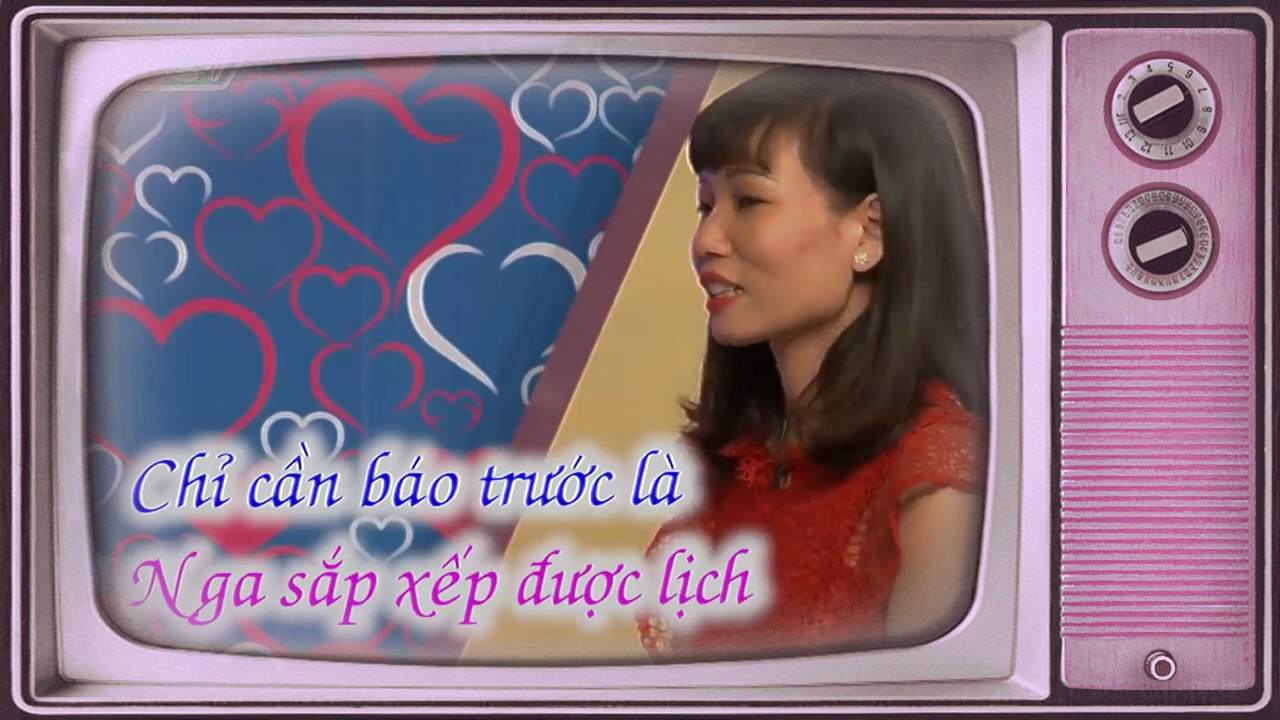 Chỉ cần báo trước là
Nga sắp xếp được lịch